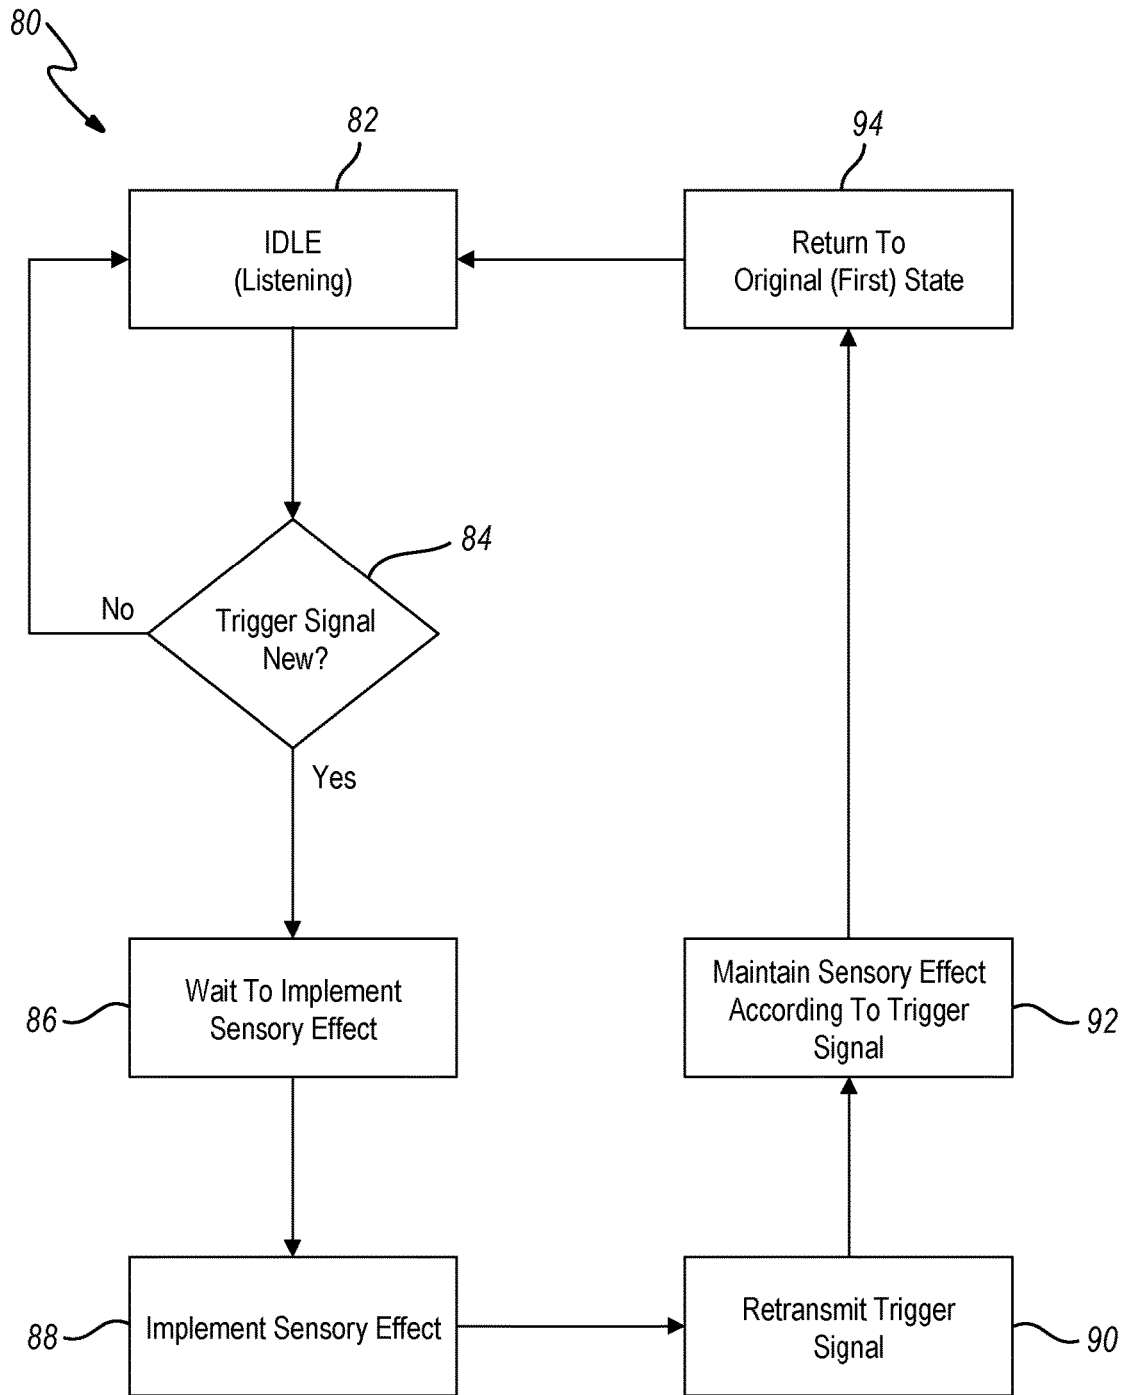 80
82
94
IDLE
(Listening)
Return To
Original (First) State
84
No
Trigger Signal
New?
Yes
86
Wait To Implement
Sensory Effect
Maintain Sensory Effect
According To Trigger
Signal
92
88
Implement Sensory Effect
Retransmit Trigger
Signal
90